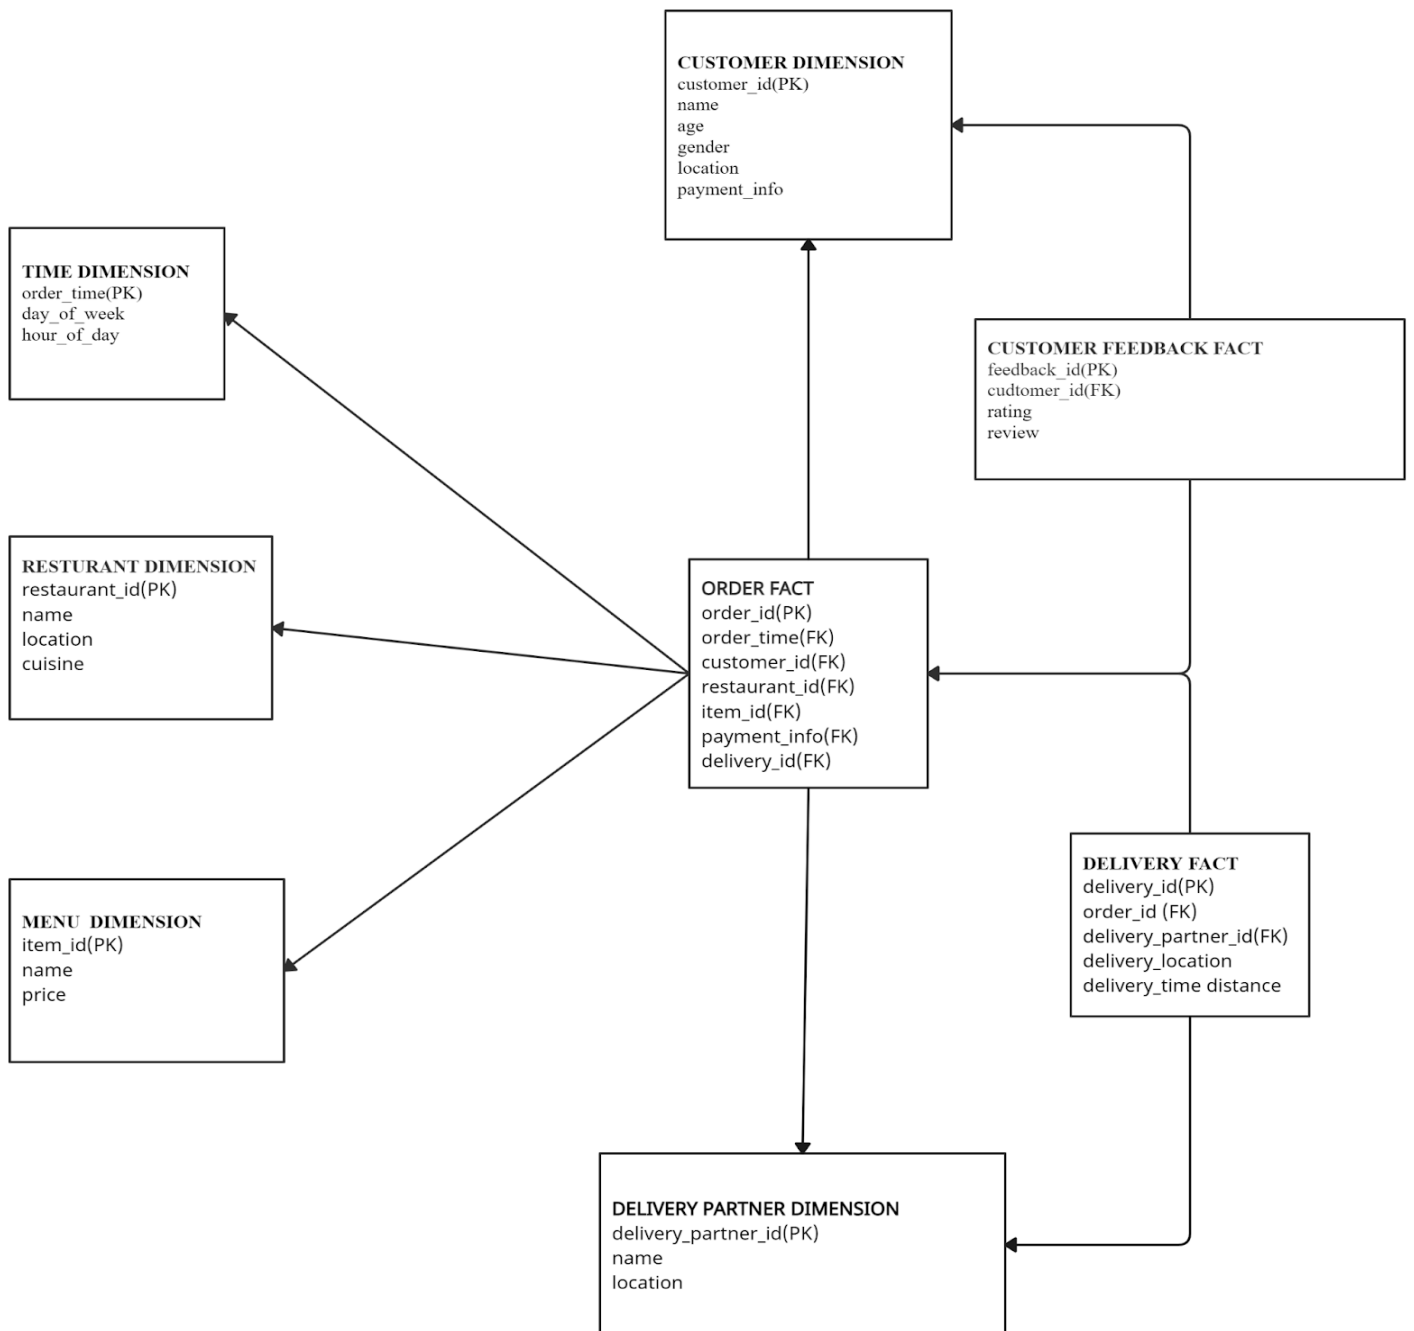 CUSTOMER DIMENSION
customer_id(PK)
name
age
gender
location
payment_info
TIME DIMENSION
order_time(PK)
day_of_week
hour_of_day
CUSTOMER FEEDBACK FACT
feedback_id(PK)
cudtomer_id(FK)
rating
review
RESTURANT DIMENSION
restaurant_id(PK)
name
location
cuisine
ORDER FACT
order_id(PK)
order_time(FK)
customer_id(FK)
restaurant_id(FK)
item_id(FK)
payment_info(FK)
delivery_id(FK)
MENU  DIMENSION
item_id(PK)
name
price
DELIVERY FACT
delivery_id(PK)
order_id (FK)
delivery_partner_id(FK)
delivery_location
delivery_time distance
DELIVERY PARTNER DIMENSION
delivery_partner_id(PK)
name
location